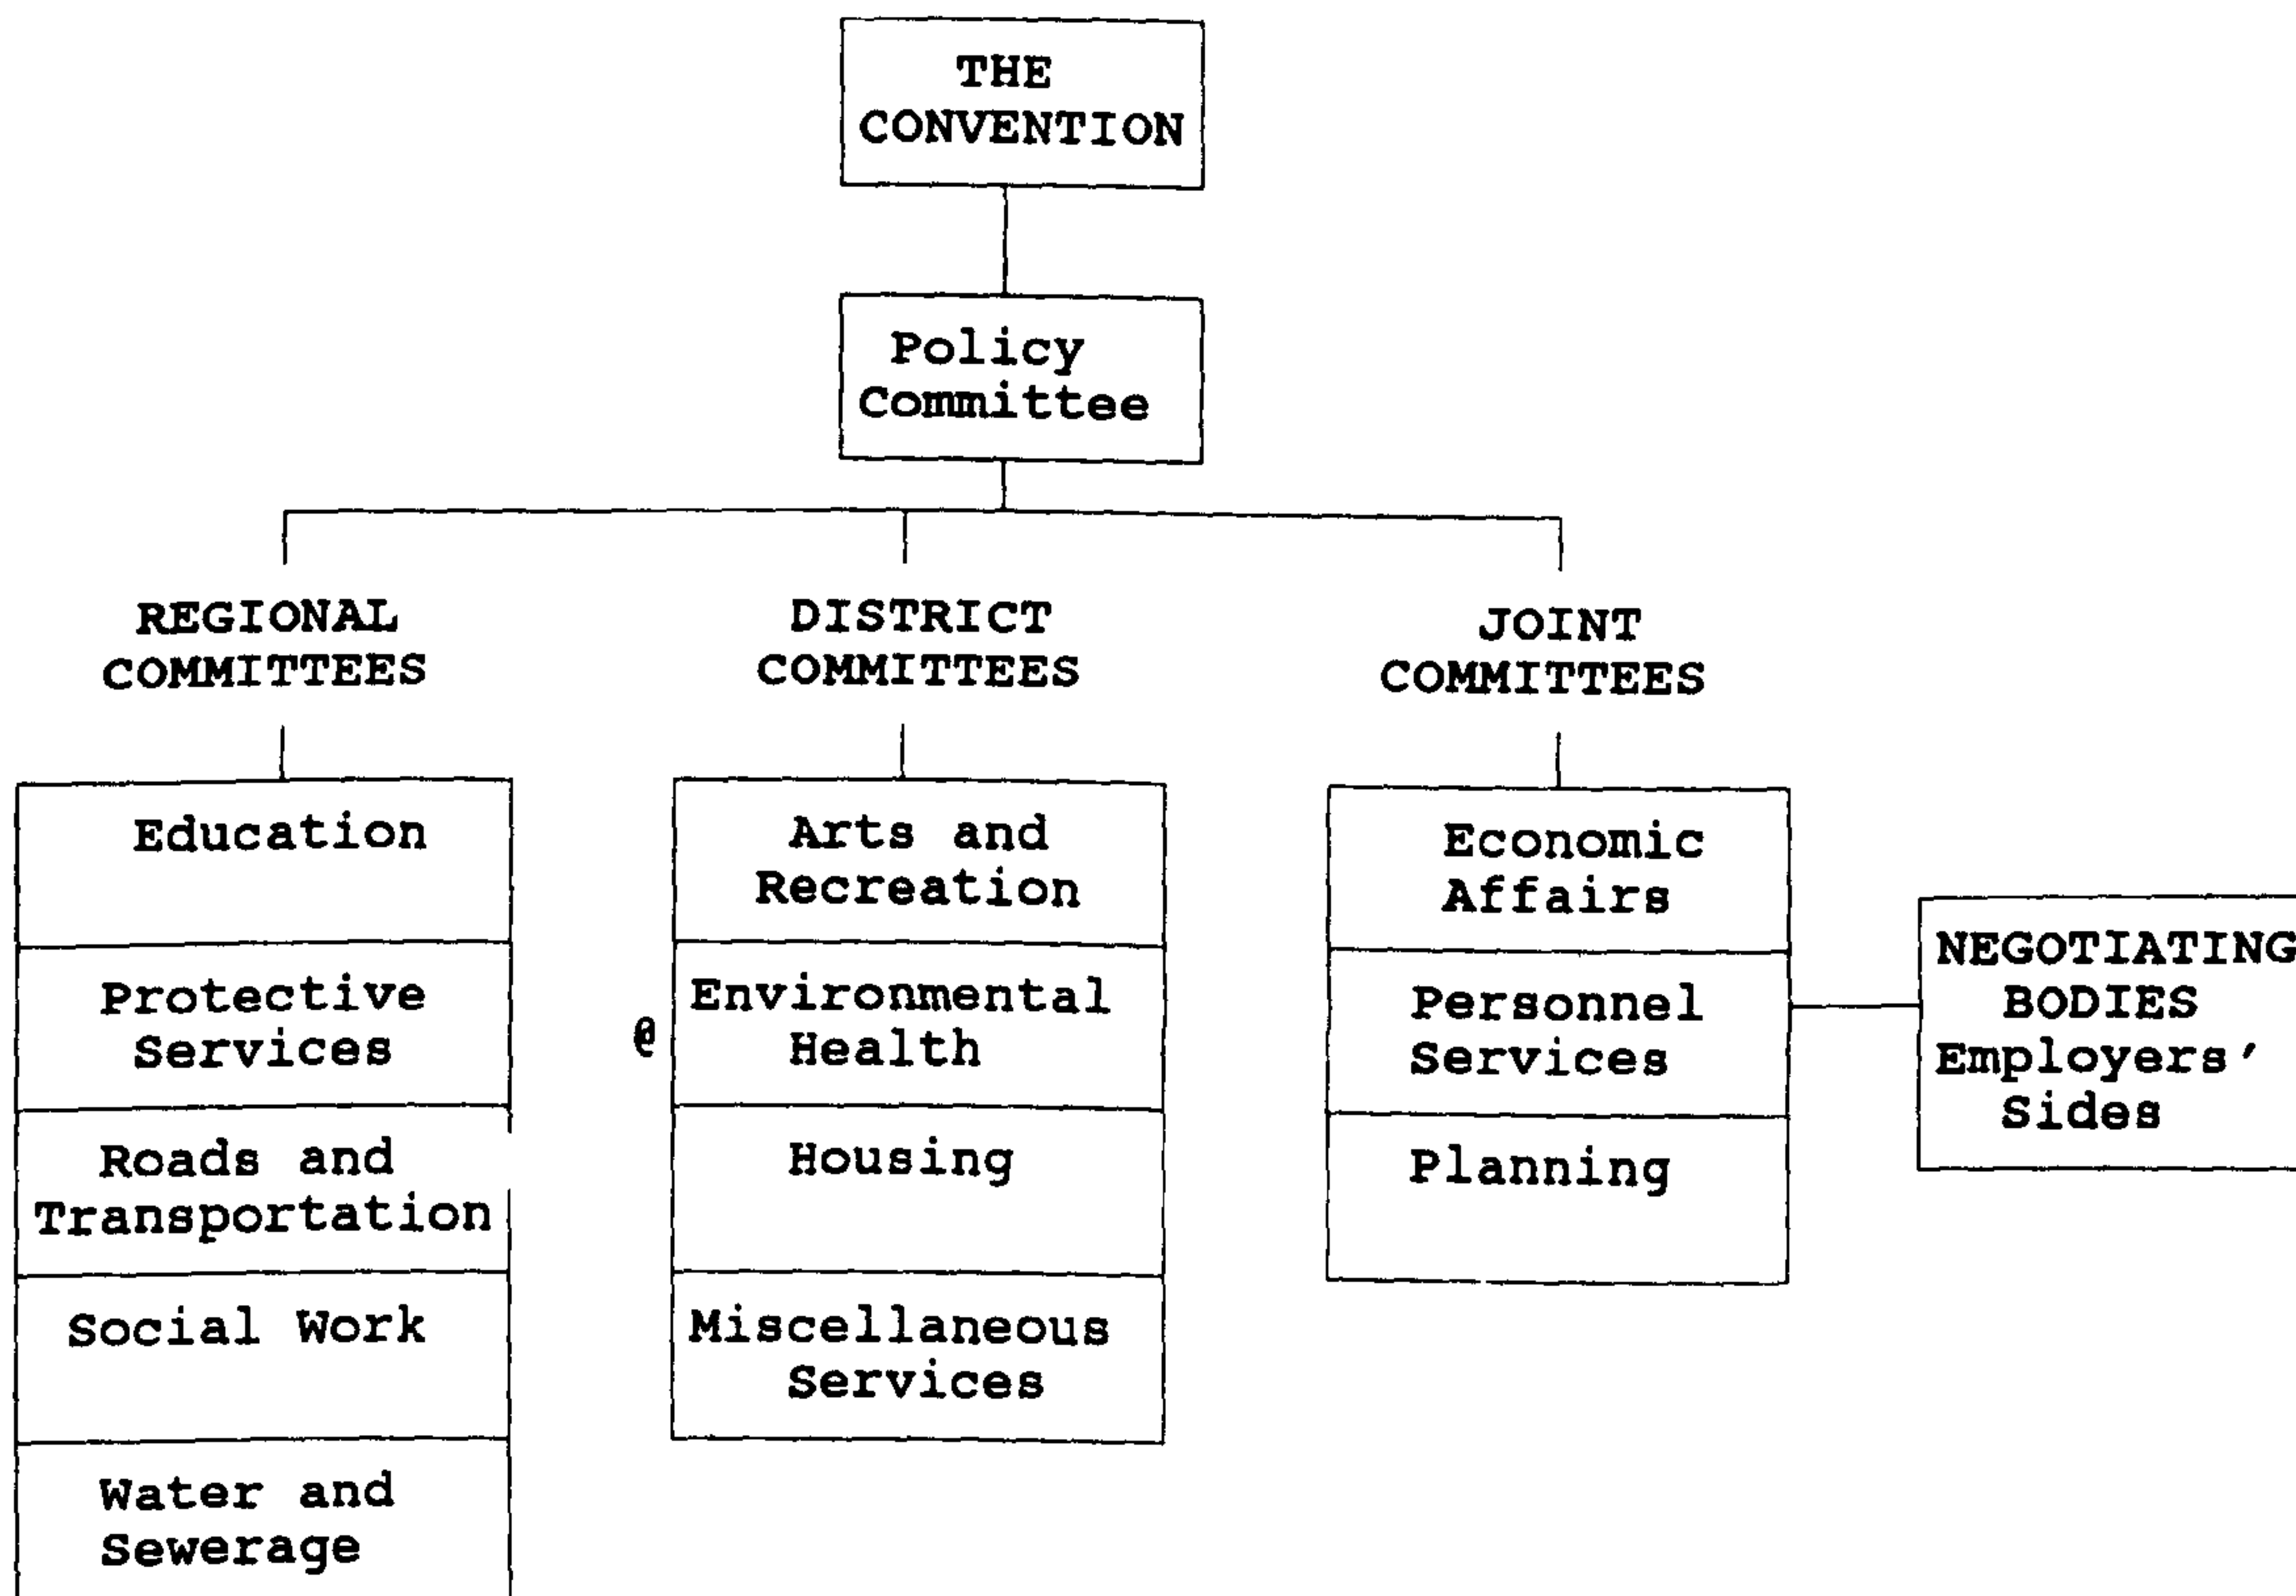 THE
CONVENTION
Policy
Committee
REGIONAL
COMMITTEES
Education
Protective
Services
Roads and
Transportation
Social Work
Water and
Sewerage
DISTRICT
COMMITTEES
Arts and
Recreation
@
Environmental
Health
Housing
Miscellaneous
Services
JOINT
COMMITTEES
Economic
Affairs
Personnel
Services
Planning
NEGOTIATING
BODIES
Employers'
Sides